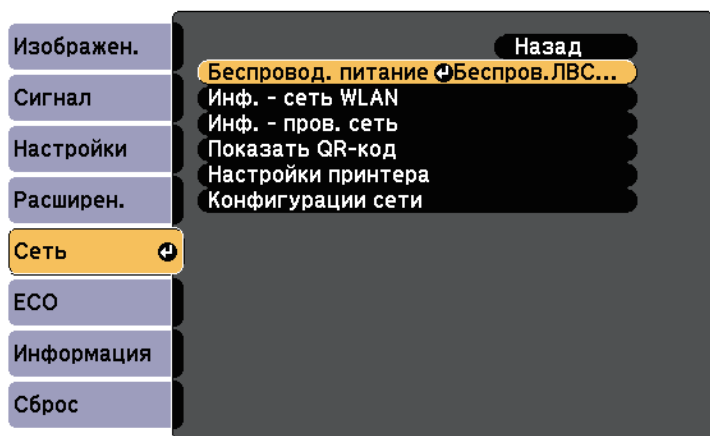 Изображен.
Сигнал
Настройки
Расширен.
Сеть
ECO
Информация
Сброс
Назад
Беспровод. питание Беспров.ЛВС...
Инф. - сеть WLAN
Инф. - пров. сеть
Показать QR-код
Настройки принтера
Конфигурации сети